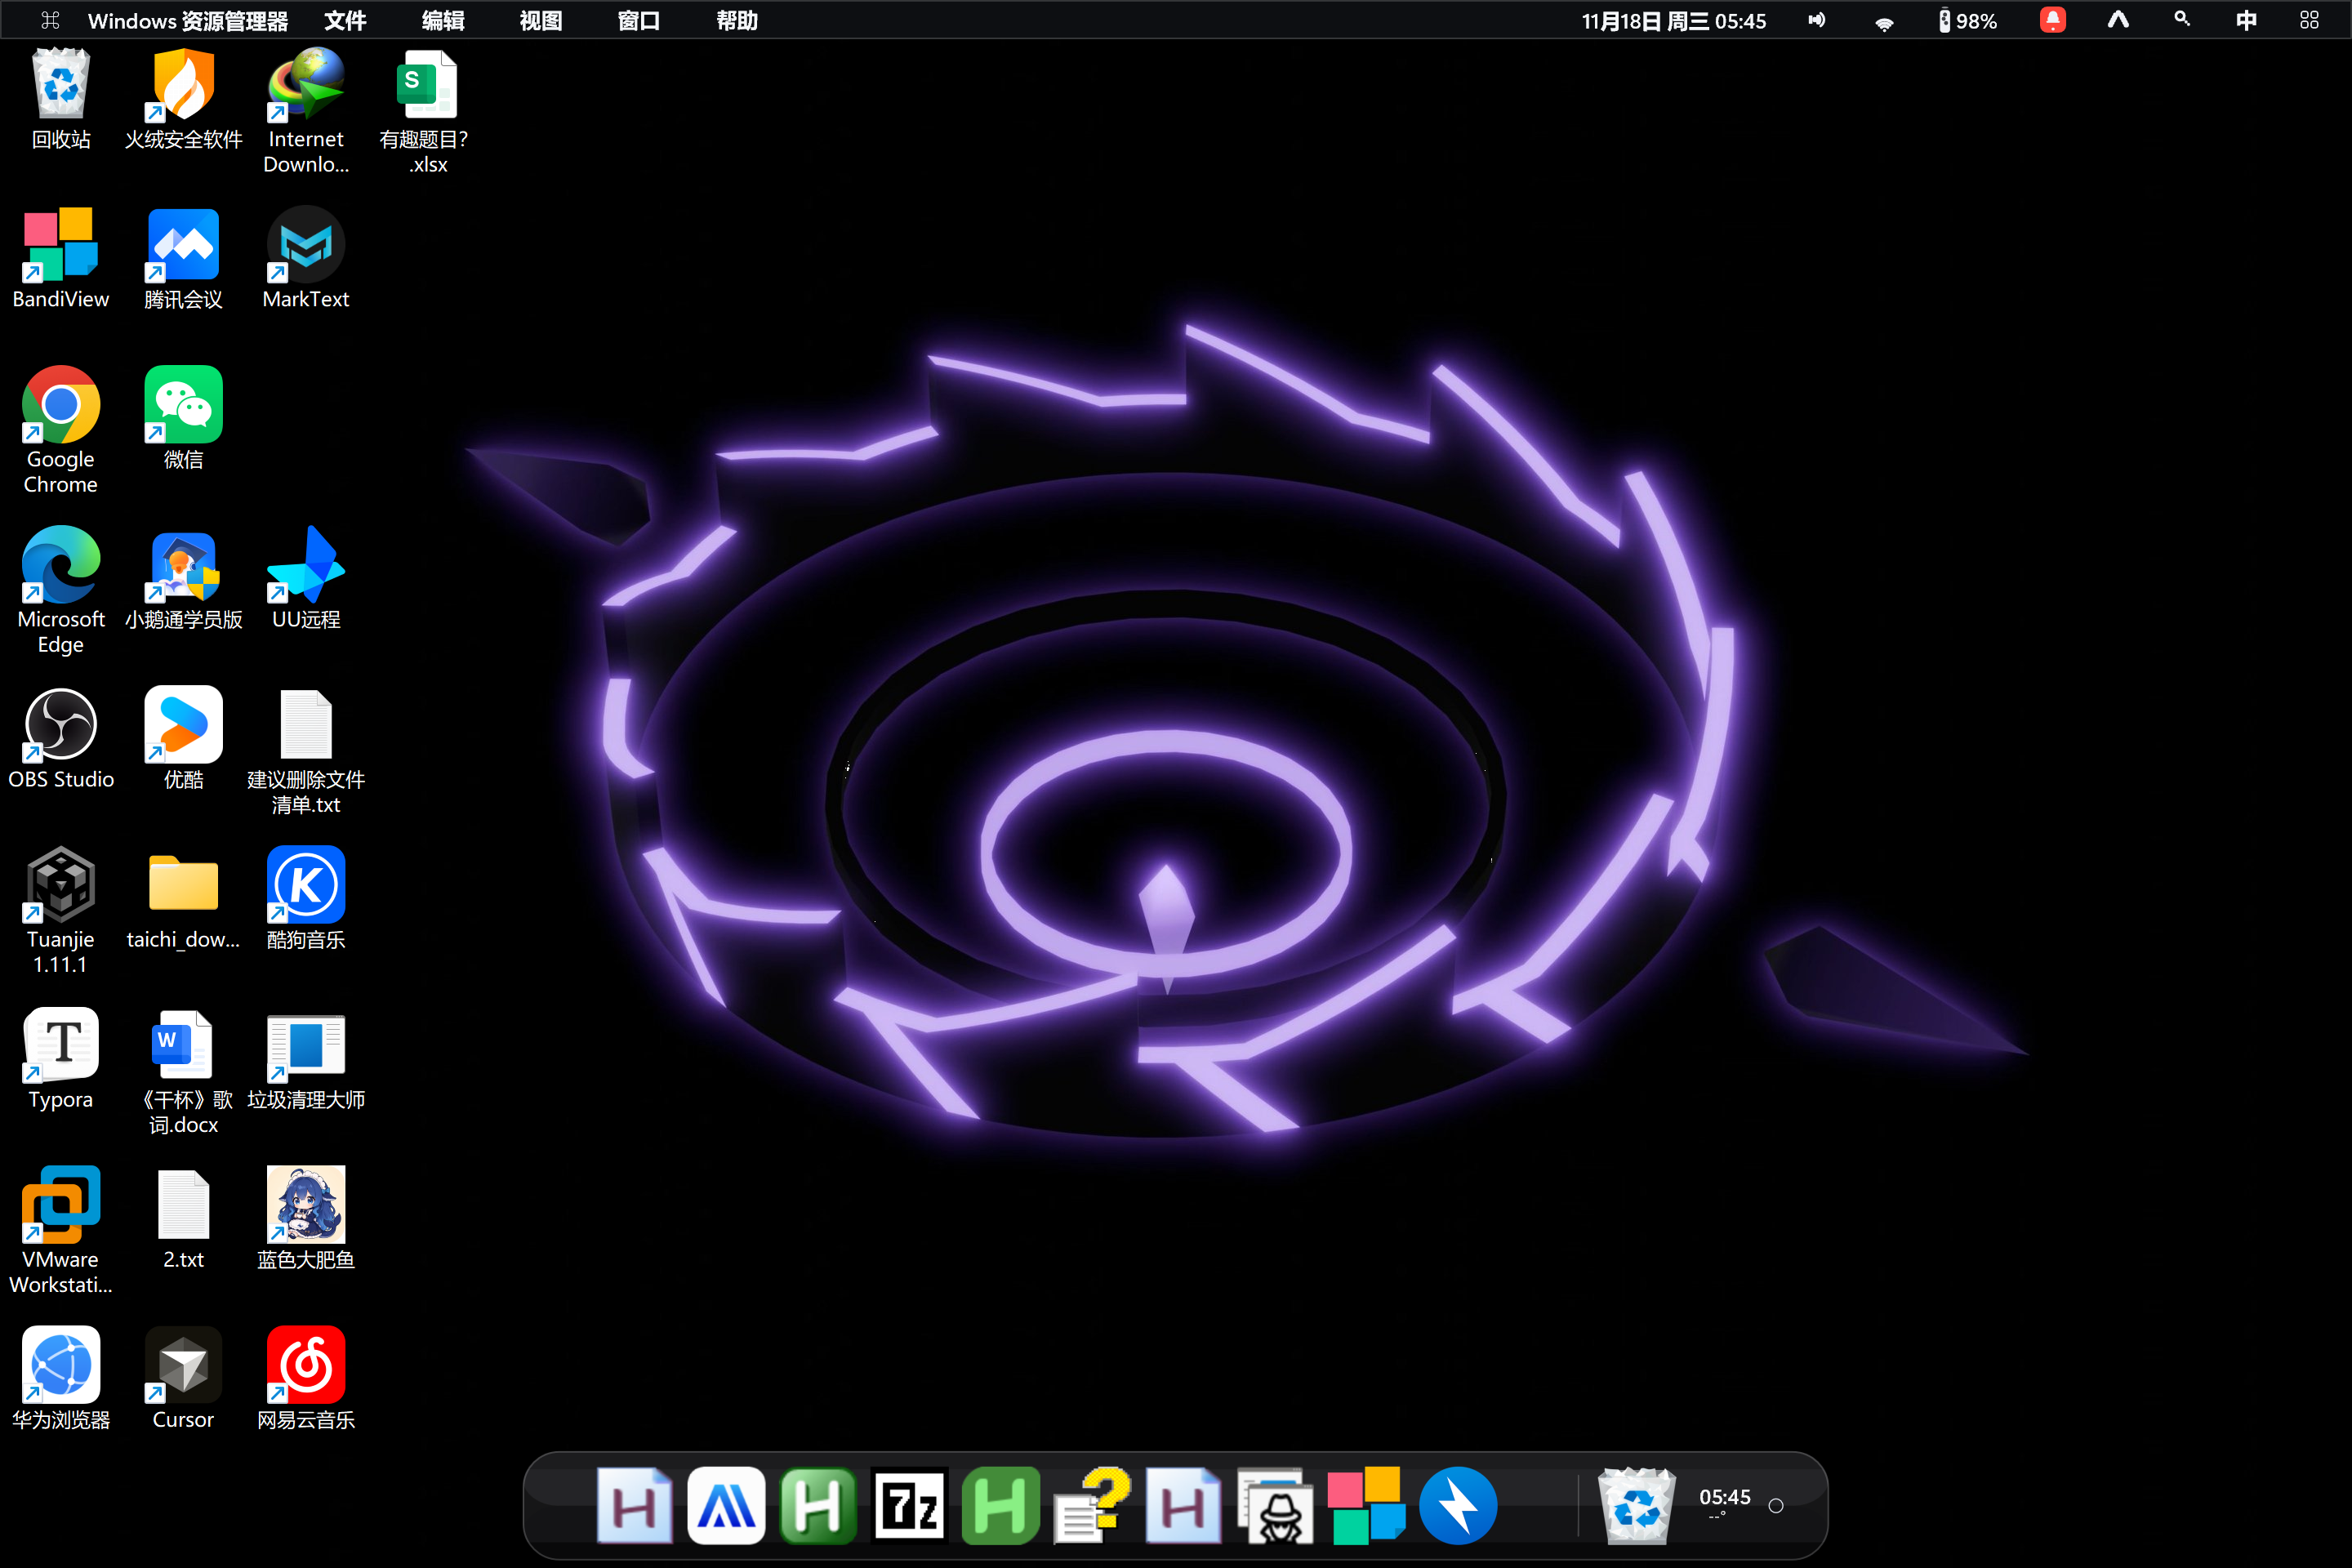 Windows 资源管理器 文件 编辑 视图 窗口 帮助 11月18日 周三 05:45 98% 中
回收站
火绒安全软件
Internet
Downlo...
有趣题目?
.xlsx
BandiView
腾讯会议
MarkText
Google
Chrome
微信
Microsoft
Edge
小鹅通学员版
UU远程
OBS Studio
优酷
建议删除文件
清单.txt
Tuanjie
1.11.1
taichi_dow...
酷狗音乐
Typora
《干杯》歌
词.docx
垃圾清理大师
VMware
Workstati...
2.txt
蓝色大肥鱼
华为浏览器
Cursor
网易云音乐
05:45
--°